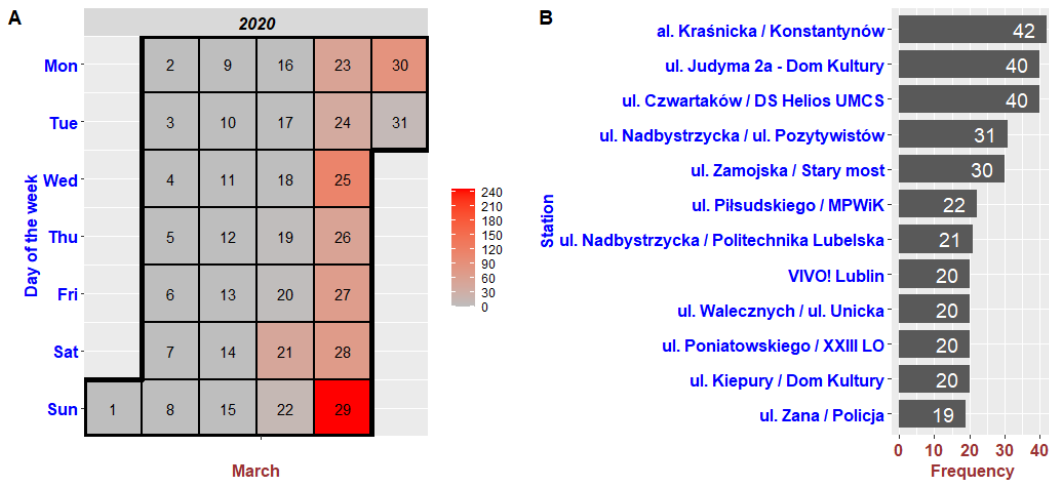 A
2020
Day of the week
Mon 2 9 16 23 30
Tue 3 10 17 24 31
Wed 4 11 18 25
Thu 5 12 19 26
Fri 6 13 20 27
Sat 7 14 21 28
Sun 1 8 15 22 29
March
240
210
180
150
120
90
60
30
0
B
Station
al. Kraśnicka / Konstantynów 42
ul. Judyma 2a - Dom Kultury 40
ul. Czwartaków / DS Helios UMCS 40
ul. Nadbystrzycka / ul. Pozytywistów 31
ul. Zamojska / Stary most 30
ul. Piłsudskiego / MPWiK 22
ul. Nadbystrzycka / Politechnika Lubelska 21
VIVO! Lublin 20
ul. Walecznych / ul. Unicka 20
ul. Poniatowskiego / XXIII LO 20
ul. Kiepury / Dom Kultury 20
ul. Zana / Policja 19
0 10 20 30 40
Frequency